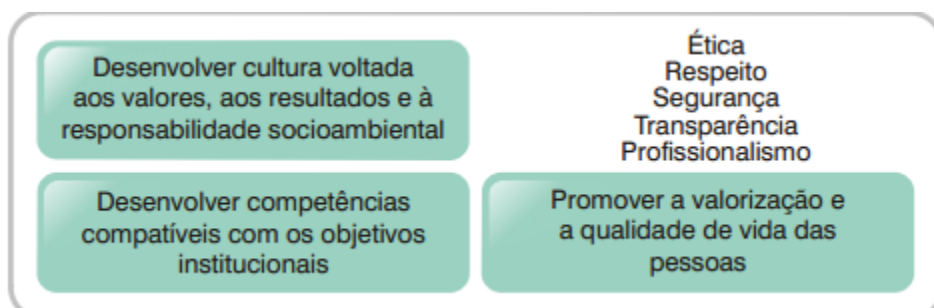 Desenvolver cultura voltada
aos valores, aos resultados e à
responsabilidade socioambiental
Ética
Respeito
Segurança
Transparência
Profissionalismo
Desenvolver competências
compatíveis com os objetivos
institucionais
Promover a valorização e
a qualidade de vida das
pessoas